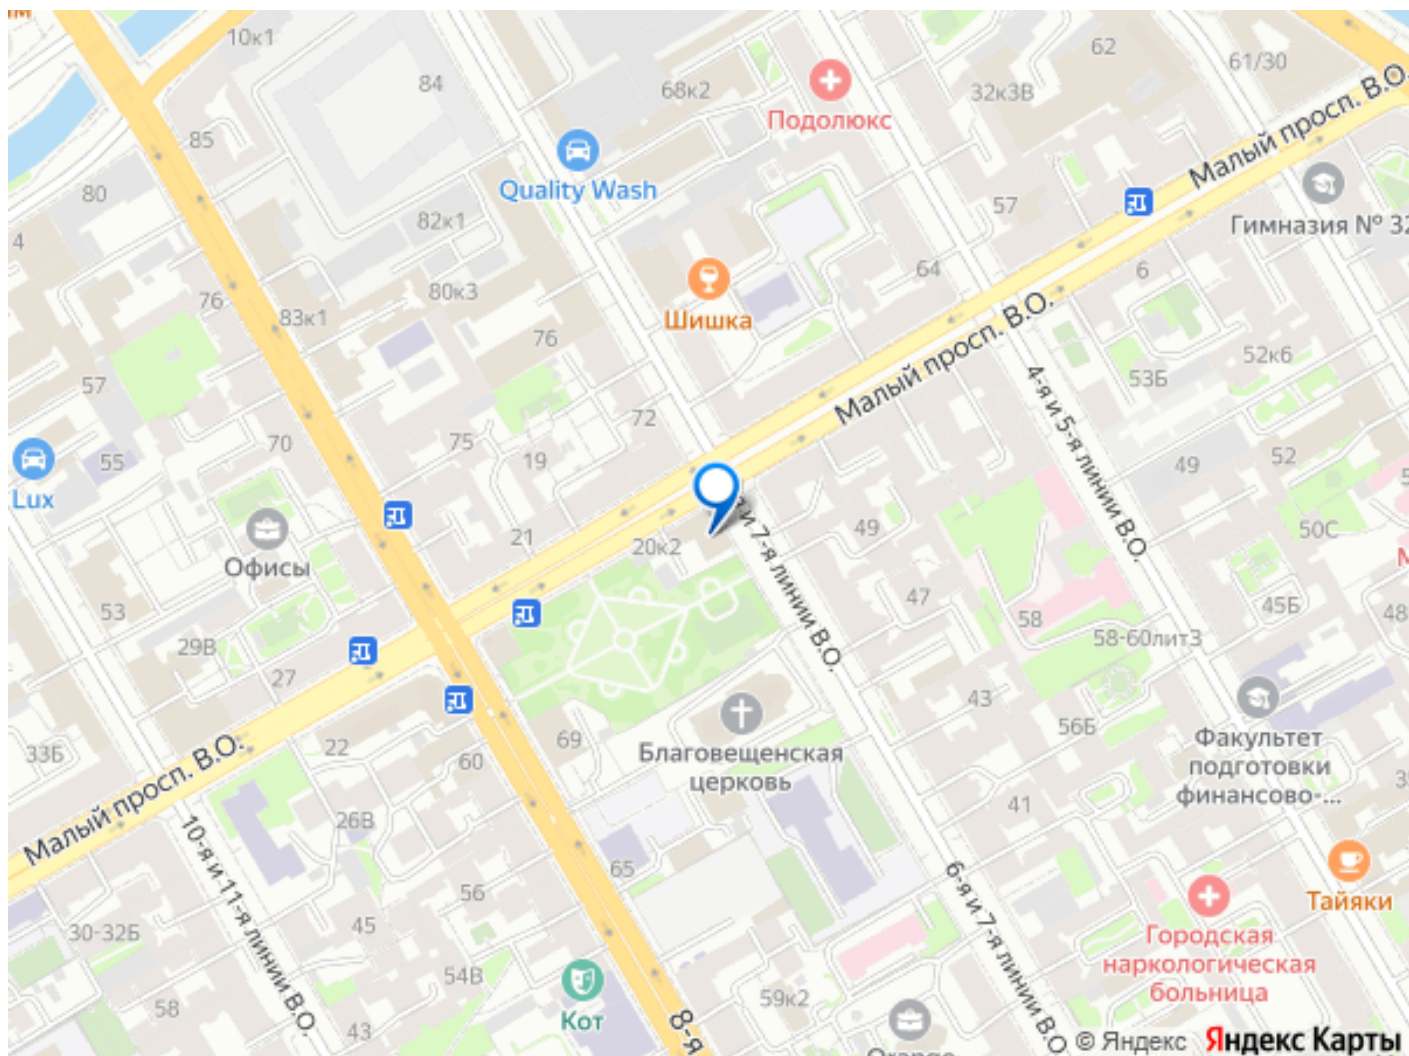 10к1
62
61/30
84
68к2
32к3В
Подолюкс
Малый просп. В.О.
85
Quality Wash
80
57
82к1
Гимназия № 32
4
64
6
80к3
76
83к1
Шишка
76
Малый просп. В.О.
52к6
57
53Б
4-я и 5-я линии В.О.
72
70
75
55
19
52
49
Lux
50С
21
49
20к2
и 7-я линии В.О.
Офисы
53
47
45Б
48
58
29В
58-60лит3
27
43
Благовещенская
церковь
56Б
Факультет
подготовки
финансово-...
33Б
22
69
60
Малый просп. В.О.
41
26В
10-я и 11-я линии В.О.
65
6-я и 7-я линии В.О.
56
Тайяки
45
30-32Б
Городская
наркологическая
больница
54В
58
59к2
Кот
43
8-я
© Яндекс
Яндекс Карты